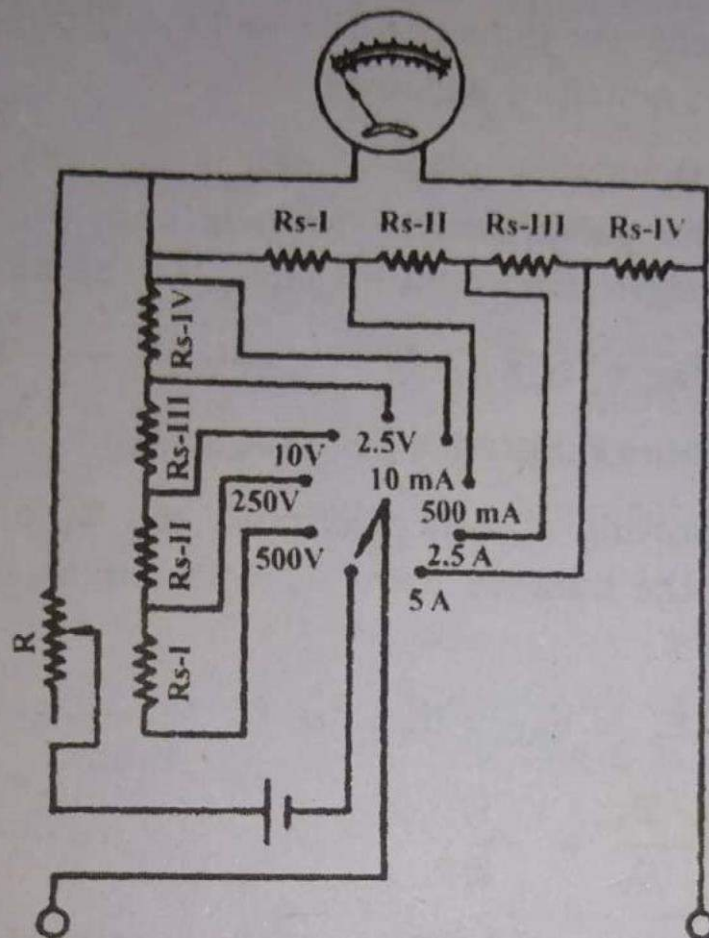 Rs-I Rs-II Rs-III Rs-IV
Rs-IV
Rs-III
Rs-II
Rs-I
R
2.5V
10V
10 mA
250V
500 mA
500V
2.5 A
5 A